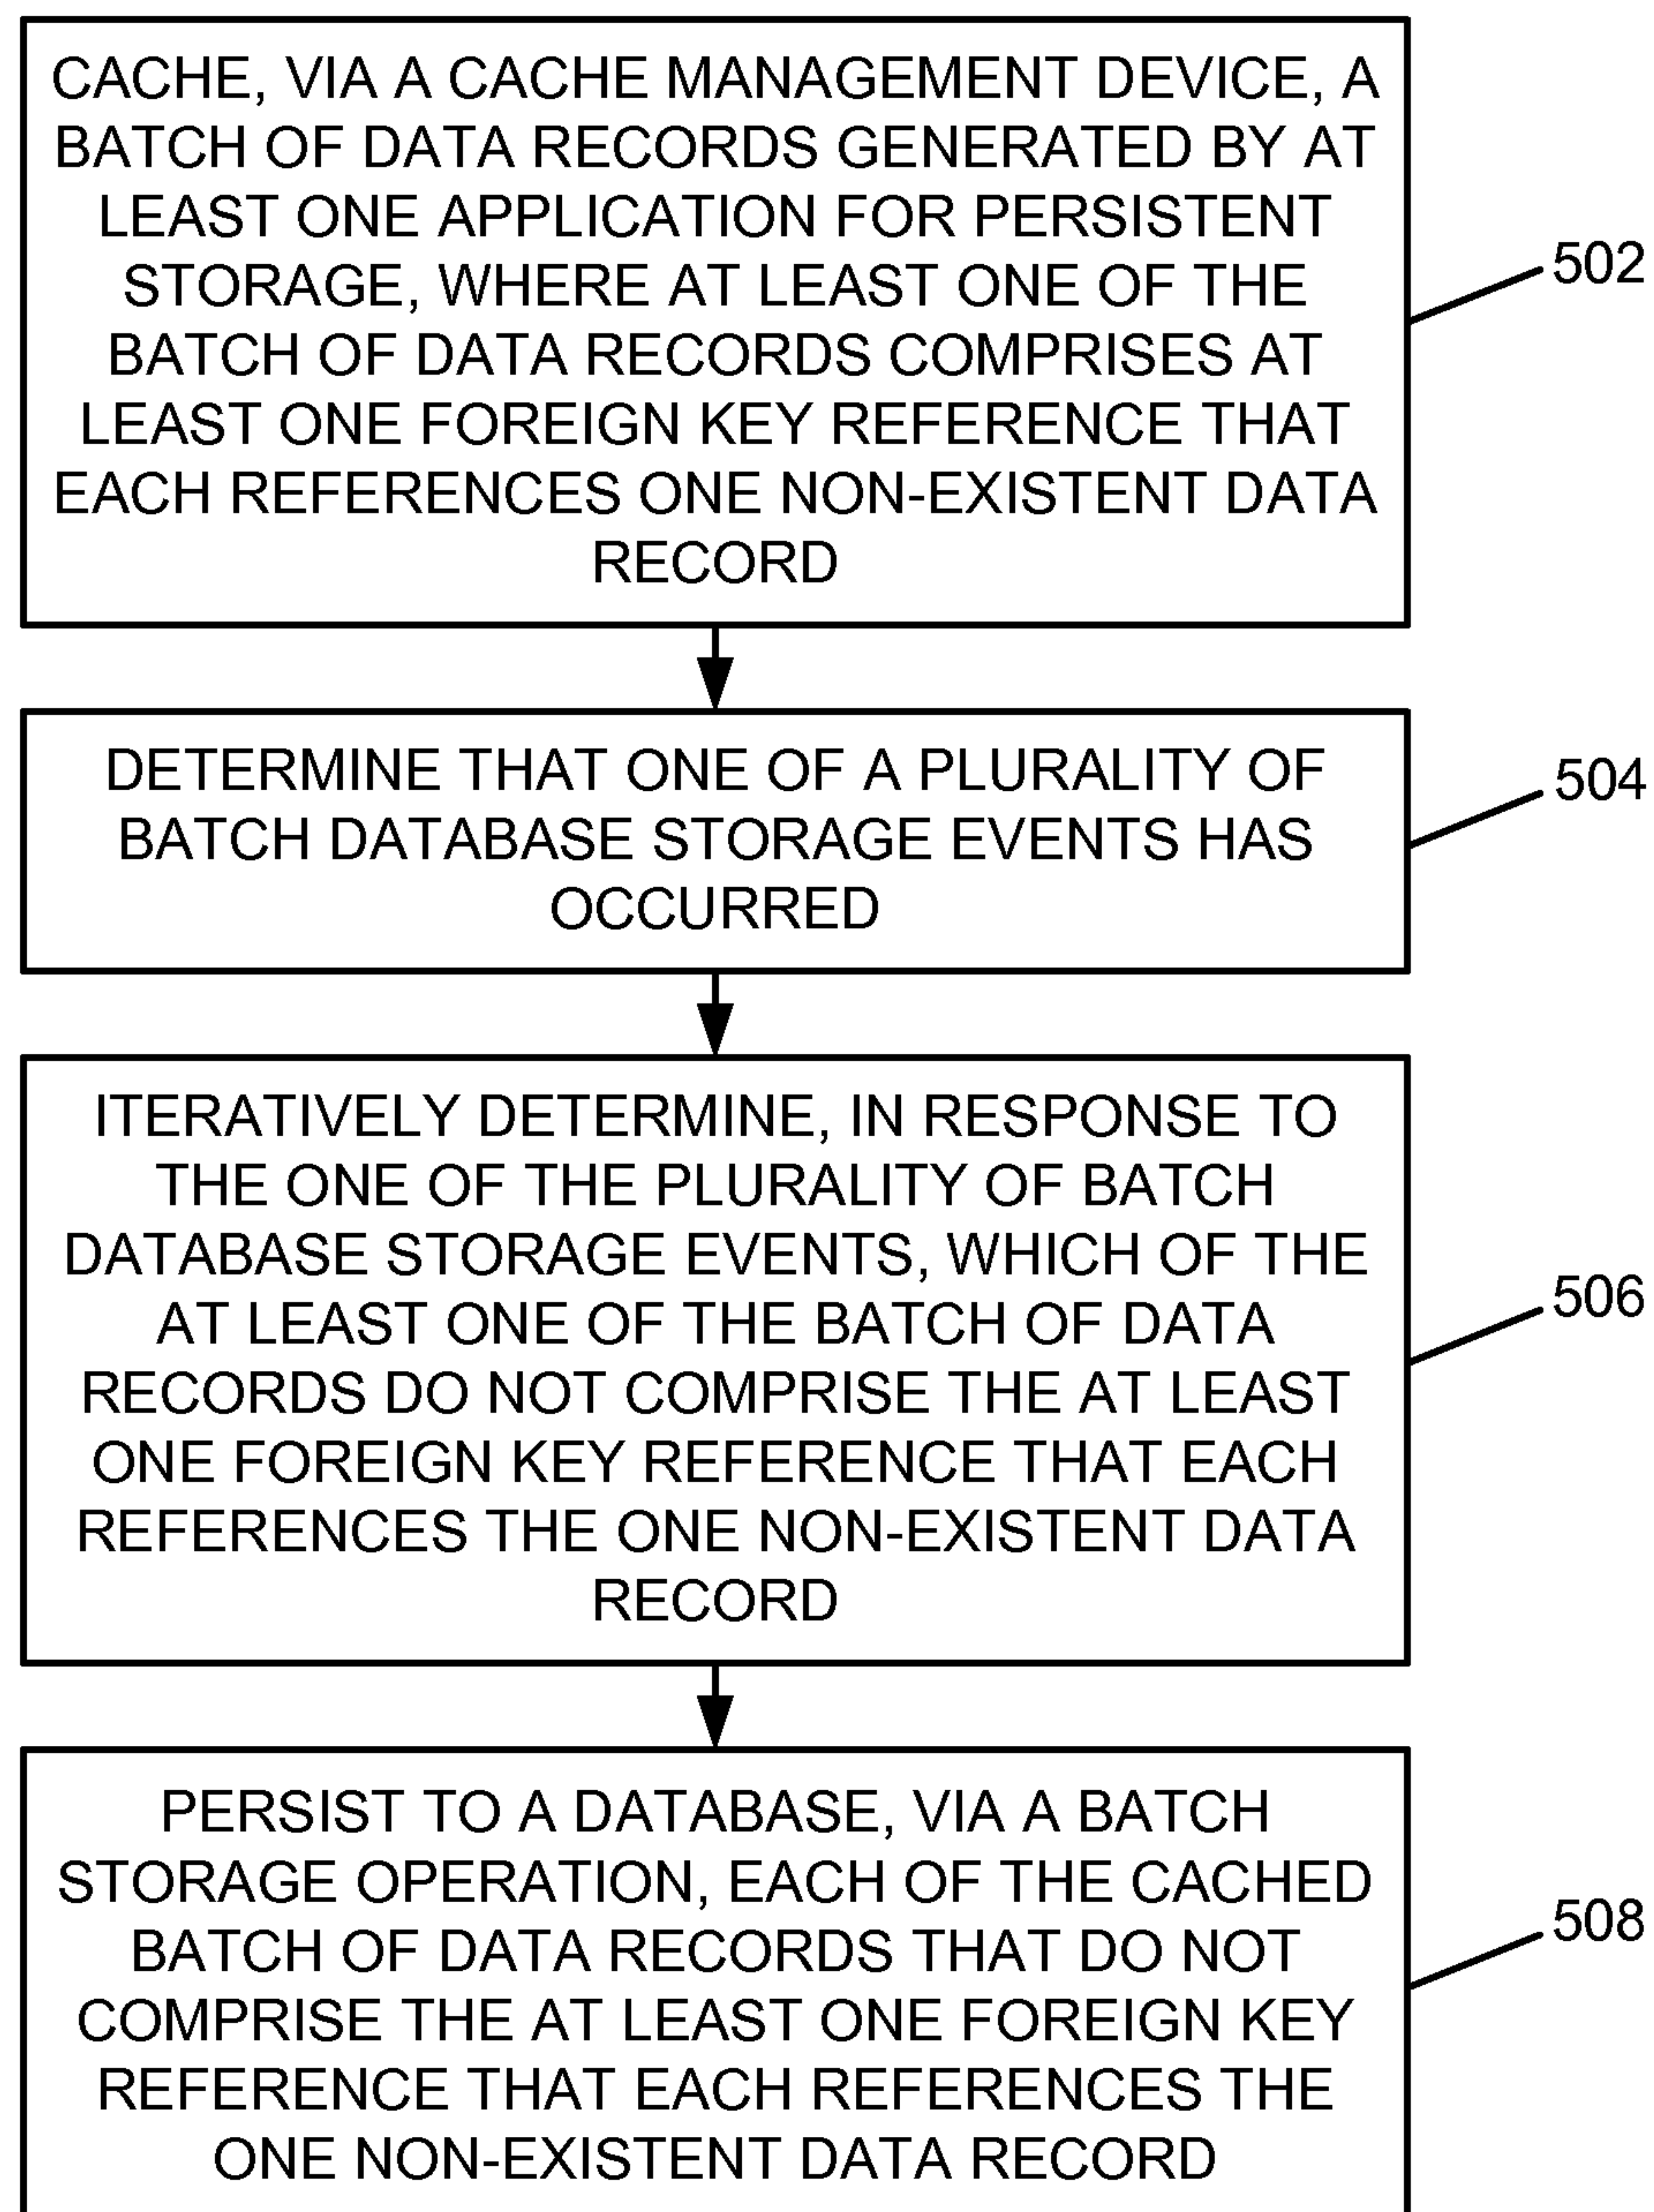 CACHE, VIA A CACHE MANAGEMENT DEVICE, A
BATCH OF DATA RECORDS GENERATED BY AT
LEAST ONE APPLICATION FOR PERSISTENT
STORAGE, WHERE AT LEAST ONE OF THE
BATCH OF DATA RECORDS COMPRISES AT
LEAST ONE FOREIGN KEY REFERENCE THAT
EACH REFERENCES ONE NON-EXISTENT DATA
RECORD
502
DETERMINE THAT ONE OF A PLURALITY OF
BATCH DATABASE STORAGE EVENTS HAS
OCCURRED
504
ITERATIVELY DETERMINE, IN RESPONSE TO
THE ONE OF THE PLURALITY OF BATCH
DATABASE STORAGE EVENTS, WHICH OF THE
AT LEAST ONE OF THE BATCH OF DATA
RECORDS DO NOT COMPRISE THE AT LEAST
ONE FOREIGN KEY REFERENCE THAT EACH
REFERENCES THE ONE NON-EXISTENT DATA
RECORD
506
PERSIST TO A DATABASE, VIA A BATCH
STORAGE OPERATION, EACH OF THE CACHED
BATCH OF DATA RECORDS THAT DO NOT
COMPRISE THE AT LEAST ONE FOREIGN KEY
REFERENCE THAT EACH REFERENCES THE
ONE NON-EXISTENT DATA RECORD
508